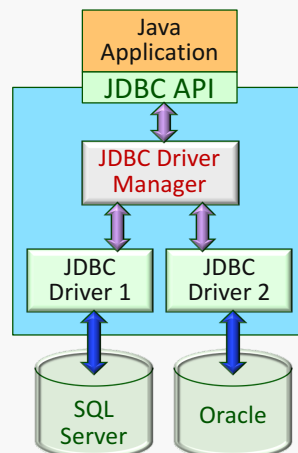 Java
Application
JDBC API
JDBC Driver
Manager
JDBC
Driver 1
JDBC
Driver 2
SQL
Server
Oracle